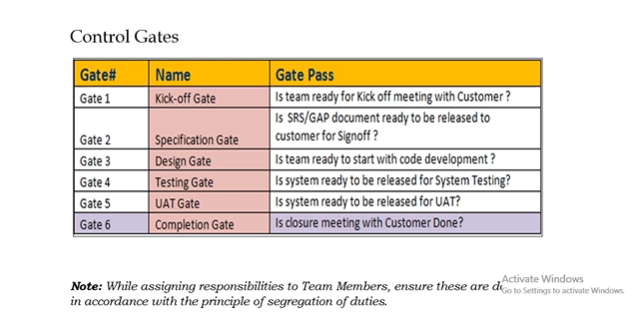 Control Gates
Gate# Name Gate Pass
Gate 1 Kick-off Gate Is team ready for Kick off meeting with Customer ?
Is SRS/GAP document ready to be released to
Gate 2 Specification Gate customer for Signoff ?
Gate 3 Design Gate Is team ready to start with code development ?
Gate 4 Testing Gate Is system ready to be released for System Testing?
Gate 5 UAT Gate Is system ready to be released for UAT?
Gate 6 Completion Gate Is closure meeting with Customer Done?
Activate Windows
Note: While assigning responsibilities to Team Members, ensure these are
Go to Settings to activate Windows.
in accordance with the principle of segregation of duties.